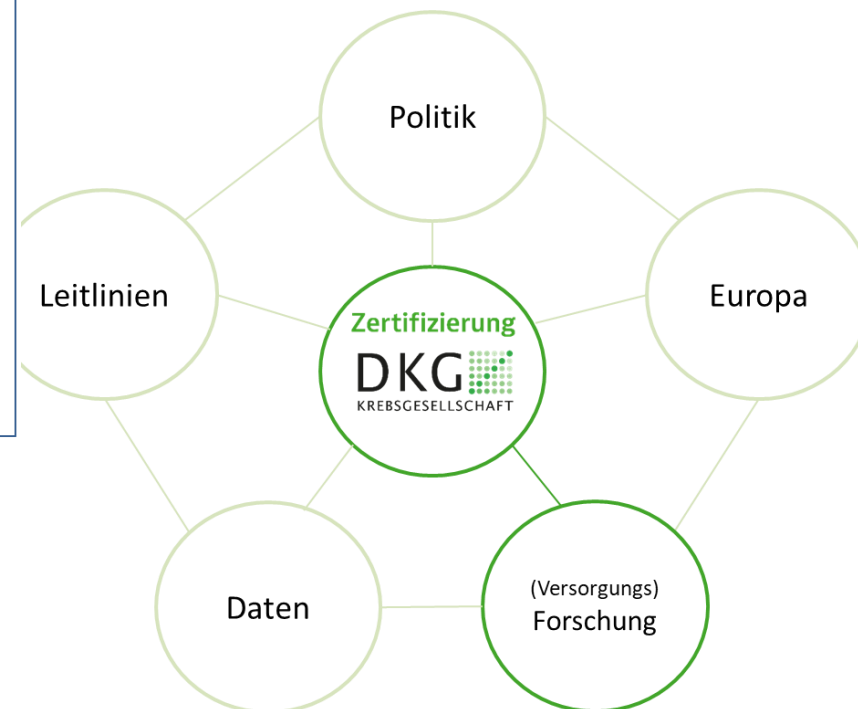 Politik
Leitlinien
Europa
Zertifizierung
DKG
KREBSGESELLSCHAFT
Daten
(Versorgungs)
Forschung